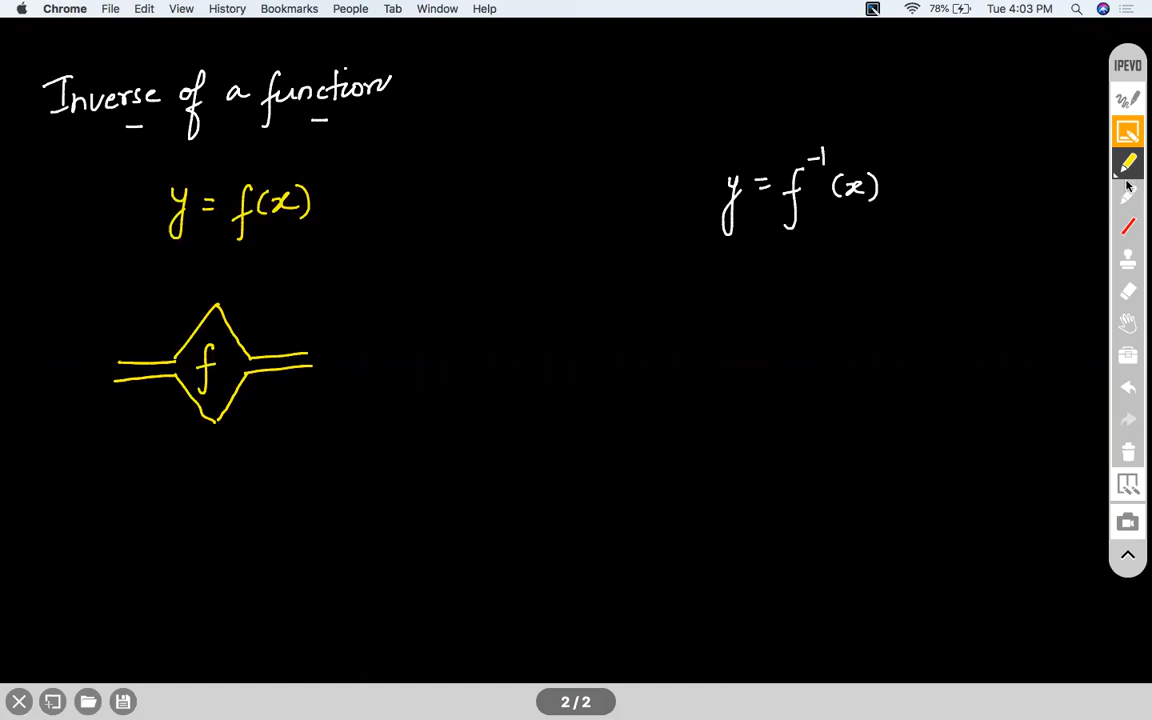 Chrome File Edit View History Bookmarks People Tab Window Help 78% Tue 4:03 PM
IPEVO
Inverse of a function
y = f(x)
y = f⁻¹(x)
f
2 / 2